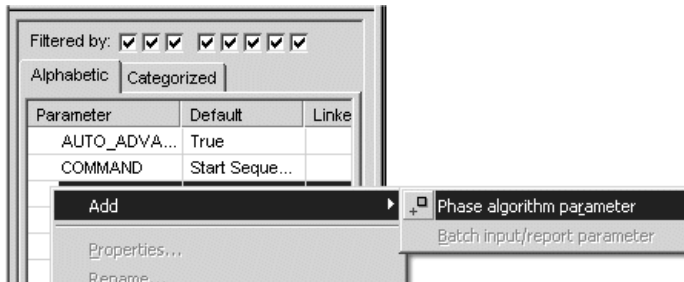 Filtered by:
Alphabetic Categorized
Parameter Default Linke
AUTO_ADVA... True
COMMAND Start Seque...
Add Phase algorithm parameter
Batch input/report parameter
Properties...
Rename...